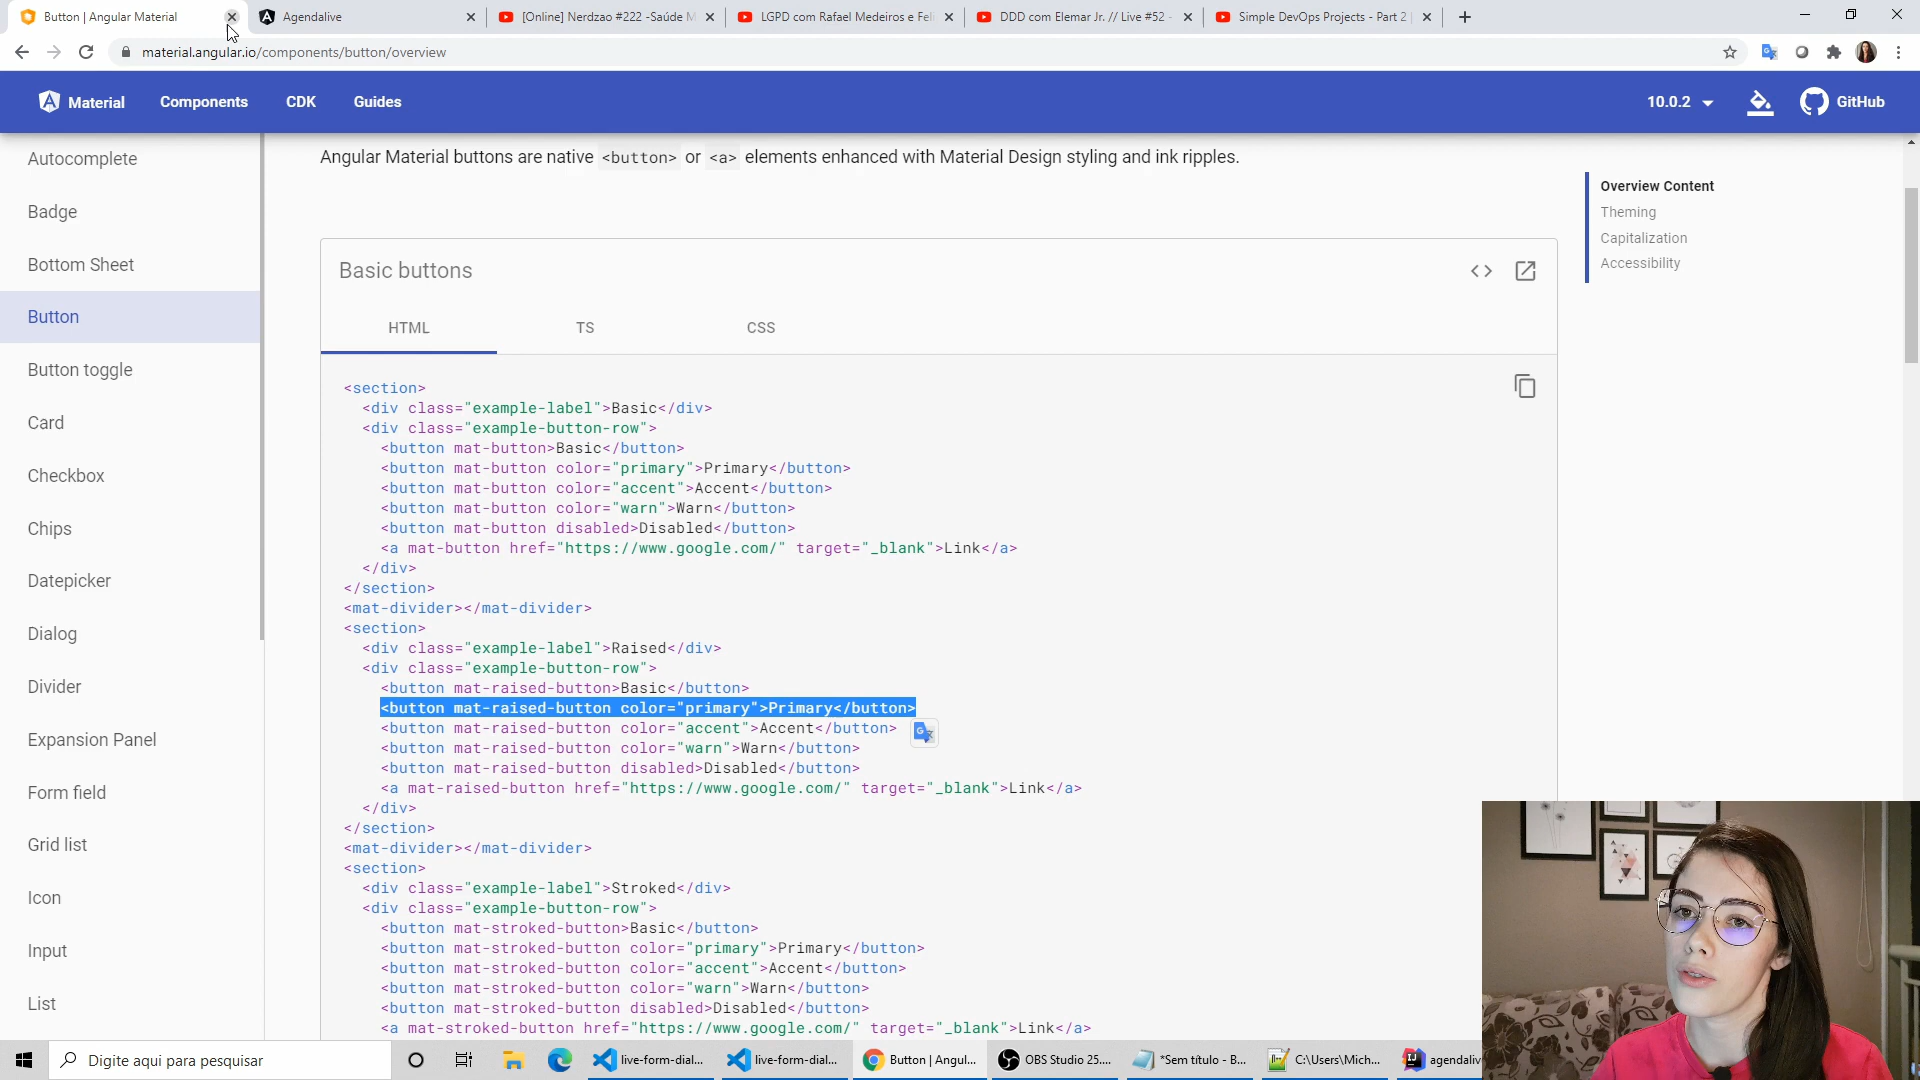 Button | Angular Material
Agendalive
[Online] Nerdzao #222 -Saúde M
LGPD com Rafael Medeiros e Feli
DDD com Elemar Jr. // Live #52 -
Simple DevOps Projects - Part 2 |
material.angular.io/components/button/overview
Material
Components
CDK
Guides
10.0.2
GitHub
Autocomplete
Badge
Bottom Sheet
Button
Button toggle
Card
Checkbox
Chips
Datepicker
Dialog
Divider
Expansion Panel
Form field
Grid list
Icon
Input
List
Angular Material buttons are native <button> or <a> elements enhanced with Material Design styling and ink ripples.
Basic buttons
HTML
TS
CSS
<section>
<div class="example-label">Basic</div>
<div class="example-button-row">
<button mat-button>Basic</button>
<button mat-button color="primary">Primary</button>
<button mat-button color="accent">Accent</button>
<button mat-button color="warn">Warn</button>
<button mat-button disabled>Disabled</button>
<a mat-button href="https://www.google.com/" target="_blank">Link</a>
</div>
</section>
<mat-divider></mat-divider>
<section>
<div class="example-label">Raised</div>
<div class="example-button-row">
<button mat-raised-button>Basic</button>
<button mat-raised-button color="primary">Primary</button>
<button mat-raised-button color="accent">Accent</button>
<button mat-raised-button color="warn">Warn</button>
<button mat-raised-button disabled>Disabled</button>
<a mat-raised-button href="https://www.google.com/" target="_blank">Link</a>
</div>
</section>
<mat-divider></mat-divider>
<section>
<div class="example-label">Stroked</div>
<div class="example-button-row">
<button mat-stroked-button>Basic</button>
<button mat-stroked-button color="primary">Primary</button>
<button mat-stroked-button color="accent">Accent</button>
<button mat-stroked-button color="warn">Warn</button>
<button mat-stroked-button disabled>Disabled</button>
<a mat-stroked-button href="https://www.google.com/" target="_blank">Link</a>
Overview Content
Theming
Capitalization
Accessibility
Digite aqui para pesquisar
live-form-dial...
live-form-dial...
Button | Angul...
OBS Studio 25....
*Sem título - B...
C:\Users\Mich...
agendaliv